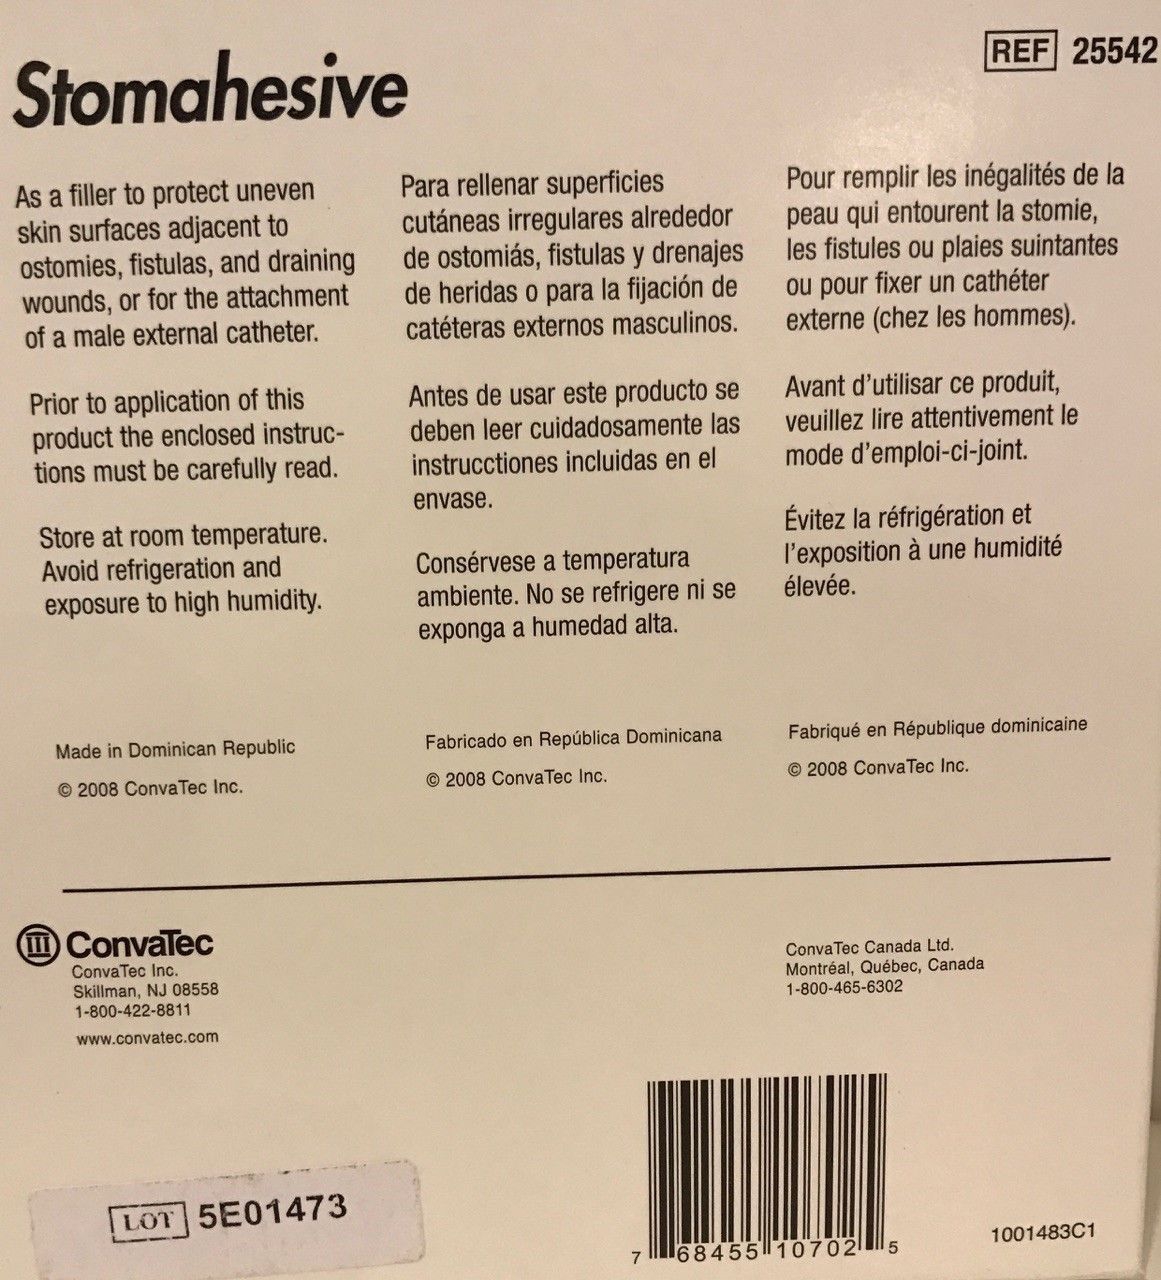 Stomahesive
REF 25542
As a filler to protect uneven
skin surfaces adjacent to
ostomies, fistulas, and draining
wounds, or for the attachment
of a male external catheter.
Prior to application of this
product the enclosed instruc-
tions must be carefully read.
Store at room temperature.
Avoid refrigeration and
exposure to high humidity.
Made in Dominican Republic
© 2008 ConvaTec Inc.
Para rellenar superficies
cutáneas irregulares alrededor
de ostomiás, fistulas y drenajes
de heridas o para la fijación de
catéteras externos masculinos.
Antes de usar este producto se
deben leer cuidadosamente las
instrucctiones incluidas en el
envase.
Consérvese a temperatura
ambiente. No se refrigere ni se
exponga a humedad alta.
Fabricado en República Dominicana
© 2008 ConvaTec Inc.
Pour remplir les inégalités de la
peau qui entourent la stomie,
les fistules ou plaies suintantes
ou pour fixer un cathéter
externe (chez les hommes).
Avant d'utilisar ce produit,
veuillez lire attentivement le
mode d'emploi-ci-joint.
Évitez la réfrigération et
l'exposition à une humidité
élevée.
Fabriqué en République dominicaine
© 2008 ConvaTec Inc.
ConvaTec
ConvaTec Inc.
Skillman, NJ 08558
1-800-422-8811
www.convatec.com
ConvaTec Canada Ltd.
Montréal, Québec, Canada
1-800-465-6302
LOT 5E01473
7 68455 10702 5
1001483C1